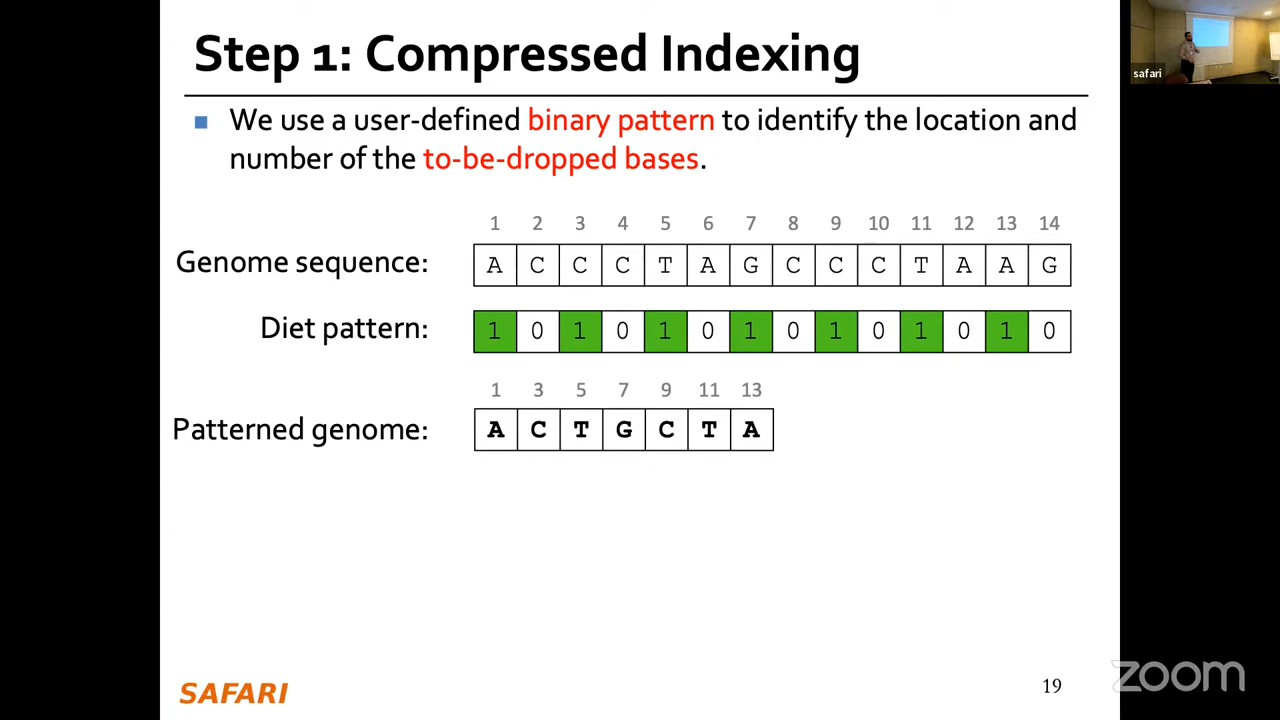 Step 1: Compressed Indexing
safari
We use a user-defined binary pattern to identify the location and
number of the to-be-dropped bases.
1 2 3 4 5 6 7 8 9 10 11 12 13 14
Genome sequence: A C C C T A G C C C T A A G
Diet pattern: 1 0 1 0 1 0 1 0 1 0 1 0 1 0
1 3 5 7 9 11 13
Patterned genome: A C T G C T A
SAFARI
19
zoom